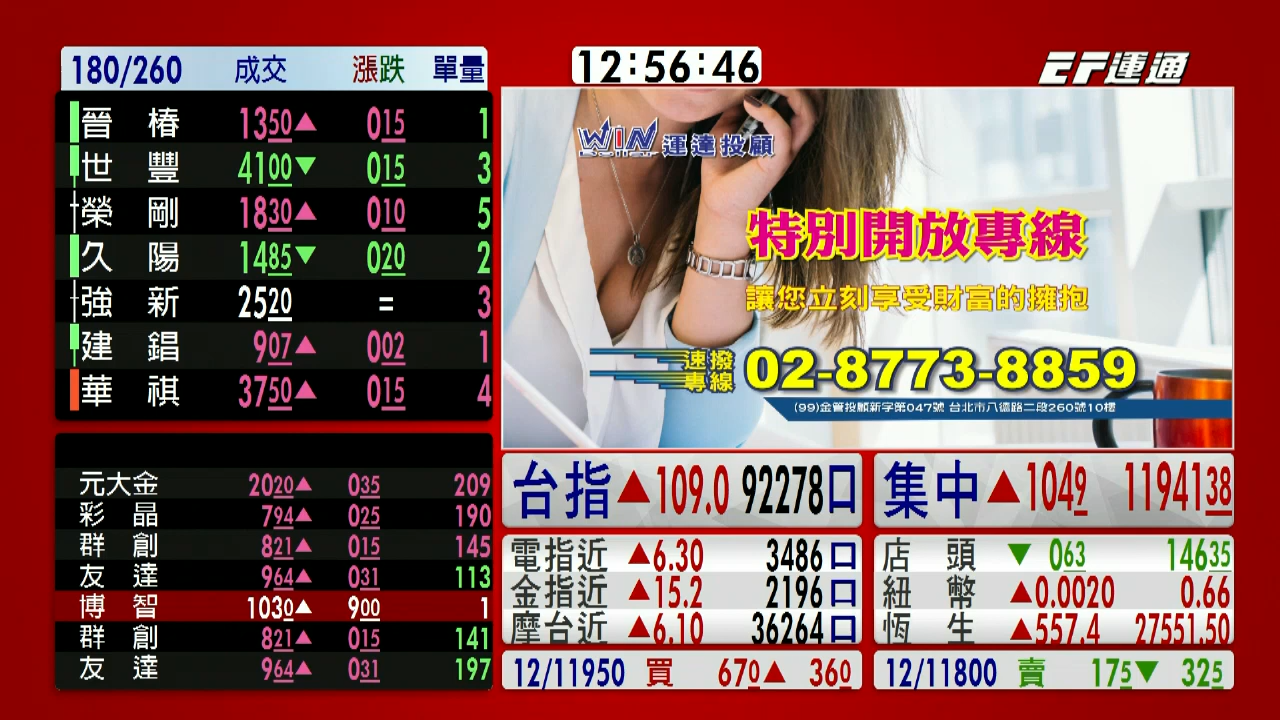 180/260 成交 漲跌 單量
晉椿 1350▲ 015 1
世豐 4100▼ 015 3
榮剛 1830▲ 010 5
久陽 1485▼ 020 2
強新 2520 = 3
建錩 907▲ 002 1
華祺 3750▲ 015 4
元大金 2020▲ 035 209
彩晶 794▲ 025 190
群創 821▲ 015 145
友達 964▲ 031 113
博智 1030▲ 900 1
群創 821▲ 015 141
友達 964▲ 031 197
12:56:46
EF運通
WIN 運達投顧
特別開放專線
讓您立刻享受財富的擁抱
速撥專線 02-8773-8859
(99)金管投顧新字第047號 台北市八德路二段260號10樓
台指▲109.0 92278口
電指近 ▲6.30 3486口
金指近 ▲15.2 2196口
摩台近 ▲6.10 36264口
12/11950 買 670▲ 360
集中▲1049 1194138
店頭 ▼063 14635
紐幣 ▲0.0020 0.66
恆生 ▲557.4 27551.50
12/11800 賣 175▼ 325